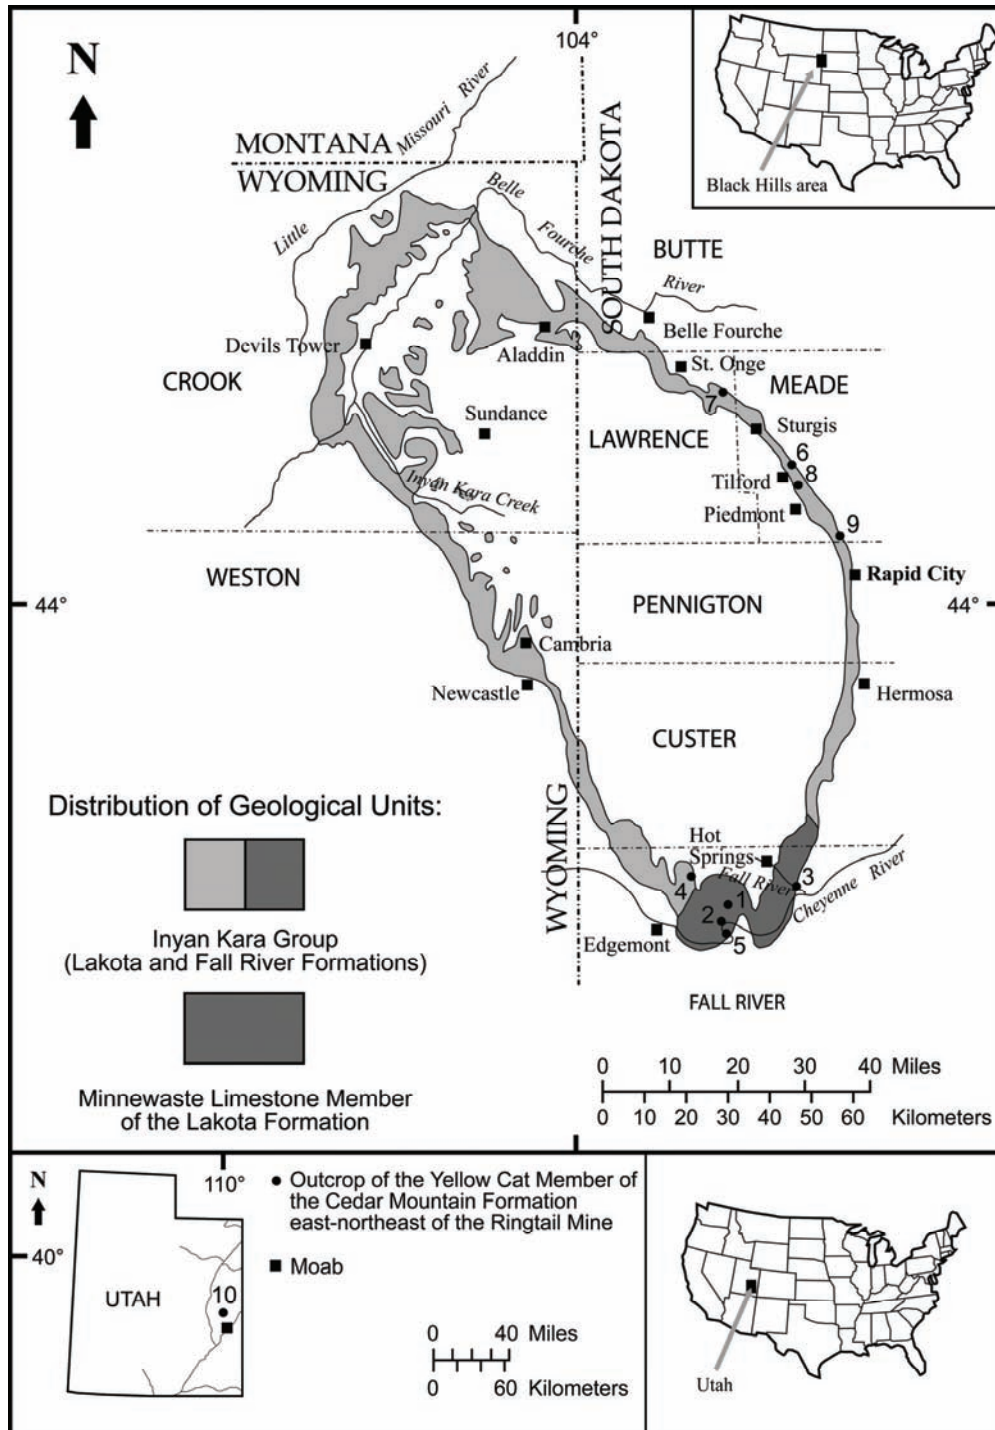 104°
N
Missouri River
MONTANA
WYOMING
Little
Belle
Fourche
River
SOUTH DAKOTA
BUTTE
Black Hills area
Belle Fourche
Devils Tower
Aladdin
St. Onge
CROOK
MEADE
7
Sundance
LAWRENCE
Sturgis
6
Tilford
8
Inyan Kara Creek
Piedmont
9
WESTON
Rapid City
44°
PENNIGTON
44°
Cambria
Newcastle
Hermosa
CUSTER
WYOMING
Distribution of Geological Units:
Hot
Springs
Fall River
3
Cheyenne River
4
1
2
5
Edgemont
Inyan Kara Group
(Lakota and Fall River Formations)
FALL RIVER
0 10 22 30 40 Miles
0 10 20 30 40 50 60 Kilometers
Minnewaste Limestone Member
of the Lakota Formation
N
110°
40°
UTAH
10
Outcrop of the Yellow Cat Member of
the Cedar Mountain Formation
east-northeast of the Ringtail Mine
Moab
0 40 Miles
0 60 Kilometers
Utah